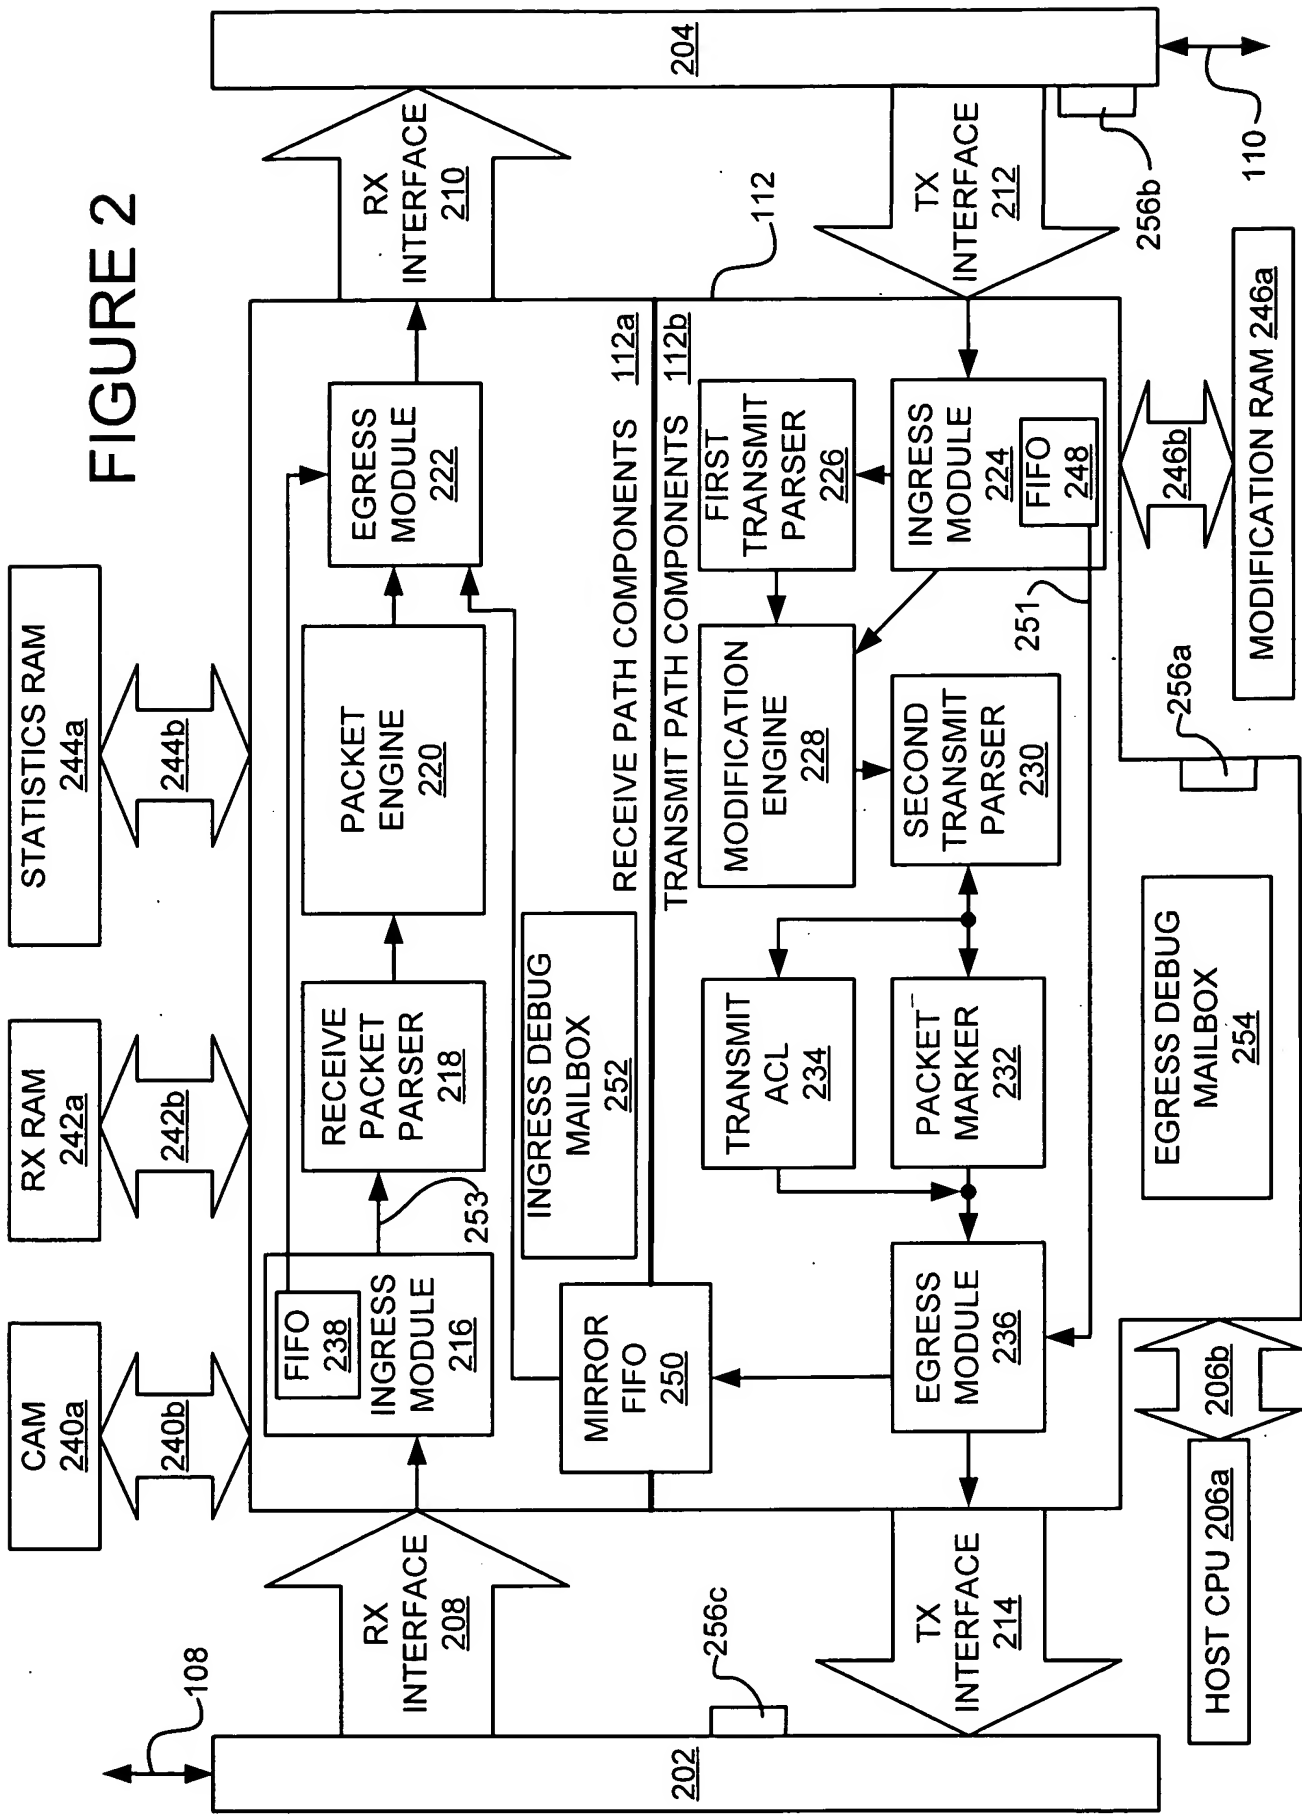 FIGURE 2
CAM
240a
RX RAM
242a
STATISTICS RAM
244a
240b
242b
244b
108
110
202
204
RX
INTERFACE
208
FIFO
238
INGRESS
MODULE
216
253
RECEIVE
PACKET
PARSER
218
PACKET
ENGINE
220
EGRESS
MODULE
222
RX
INTERFACE
210
MIRROR
FIFO
250
INGRESS DEBUG
MAILBOX
252
RECEIVE PATH COMPONENTS 112a
TRANSMIT PATH COMPONENTS 112b
112
256c
TX
INTERFACE
214
EGRESS
MODULE
236
TRANSMIT
ACL
234
PACKET
MARKER
232
MODIFICATION
ENGINE
228
SECOND
TRANSMIT
PARSER
230
FIRST
TRANSMIT
PARSER
226
INGRESS
MODULE
224
FIFO
248
251
TX
INTERFACE
212
256b
HOST CPU 206a
206b
EGRESS DEBUG
MAILBOX
254
256a
246b
MODIFICATION RAM 246a